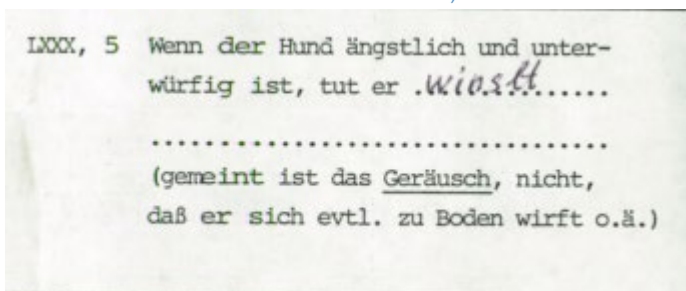 LXXX, 5 Wenn der Hund ängstlich und unter-
würfig ist, tut er .winslt......
...................................
(gemeint ist das Geräusch, nicht,
daß er sich evtl. zu Boden wirft o.ä.)